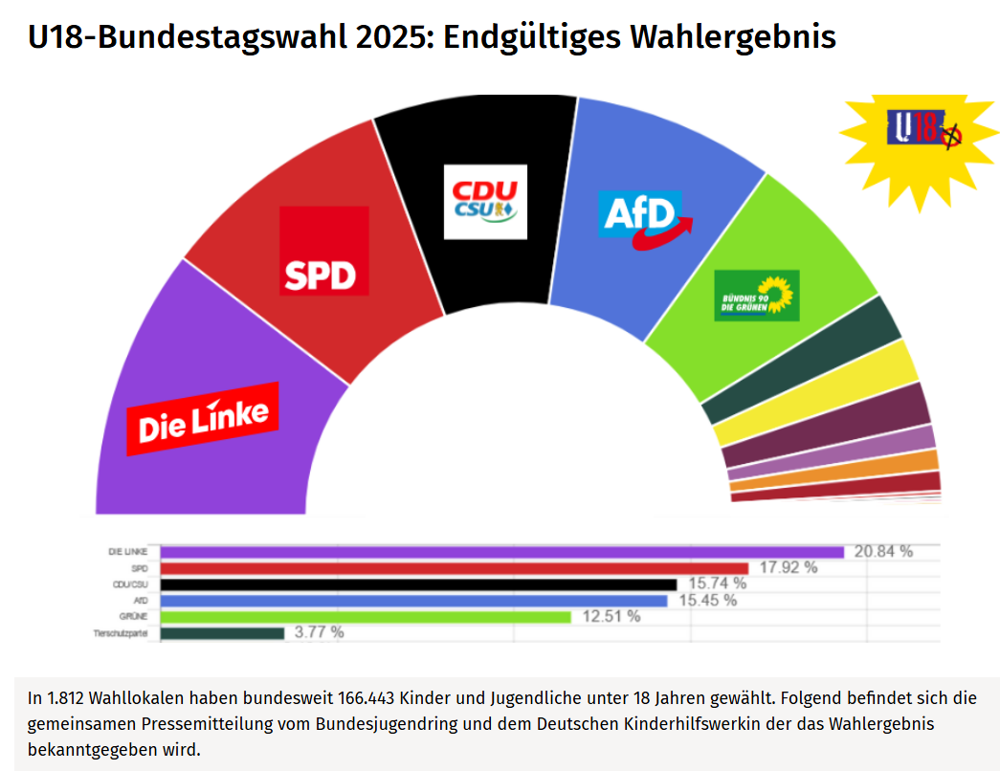 U18-Bundestagswahl 2025: Endgültiges Wahlergebnis
U18
CDU
CSU
AfD
SPD
BÜNDNIS 90
DIE GRÜNEN
Die Linke
DIE LINKE 20.84 %
SPD 17.92 %
CDU/CSU 15.74 %
AfD 15.45 %
GRÜNE 12.51 %
Tierschutzpartei 3.77 %
In 1.812 Wahllokalen haben bundesweit 166.443 Kinder und Jugendliche unter 18 Jahren gewählt. Folgend befindet sich die
gemeinsamen Pressemitteilung vom Bundesjugendring und dem Deutschen Kinderhilfswerkin der das Wahlergebnis
bekanntgegeben wird.